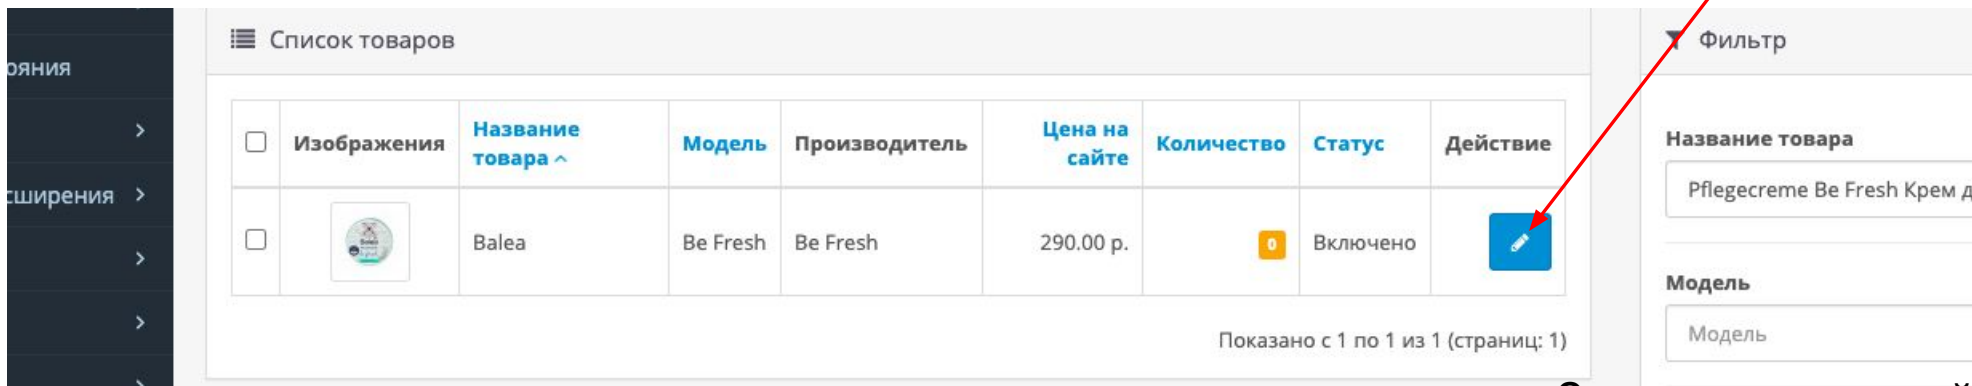 Список товаров
Фильтр
ояния
Изображения
Название товара
Модель
Производитель
Цена на сайте
Количество
Статус
Действие
Название товара
Pflegecreme Be Fresh Крем д
сширения
Balea
Be Fresh
Be Fresh
290.00 р.
0
Включено
Модель
Модель
Показано с 1 по 1 из 1 (страниц: 1)